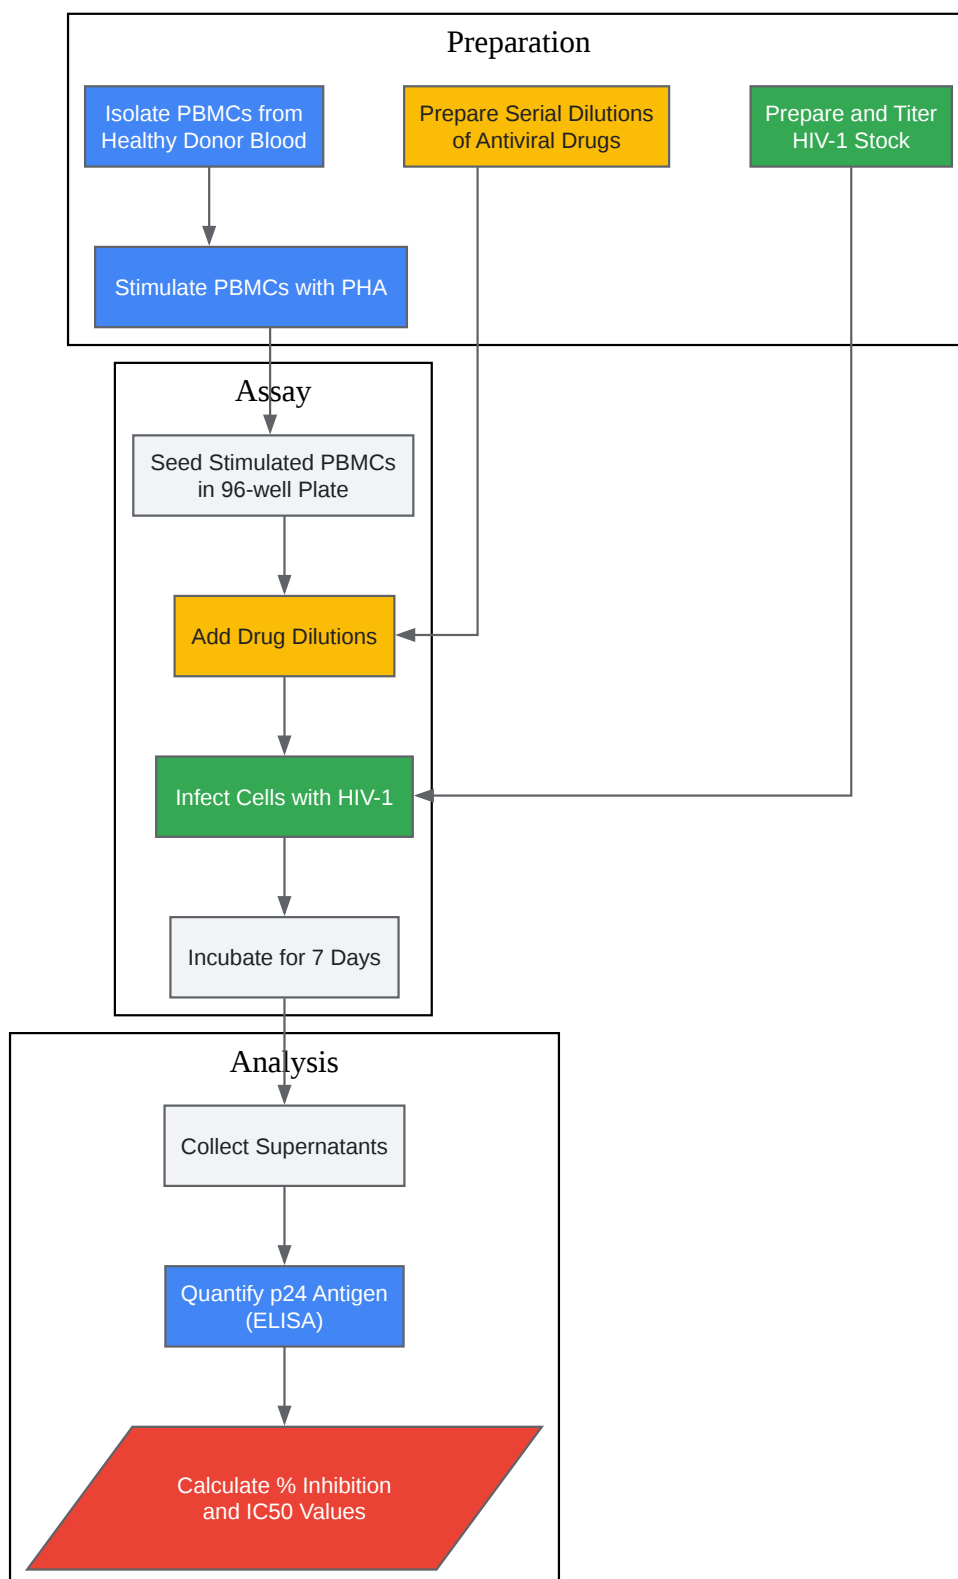 Preparation
Isolate PBMCs from
Healthy Donor Blood
Prepare Serial Dilutions
of Antiviral Drugs
Prepare and Titer
HIV-1 Stock
Stimulate PBMCs with PHA
Assay
Seed Stimulated PBMCs
in 96-well Plate
Add Drug Dilutions
Infect Cells with HIV-1
Incubate for 7 Days
Analysis
Collect Supernatants
Quantify p24 Antigen
(ELISA)
Calculate % Inhibition
and IC50 Values